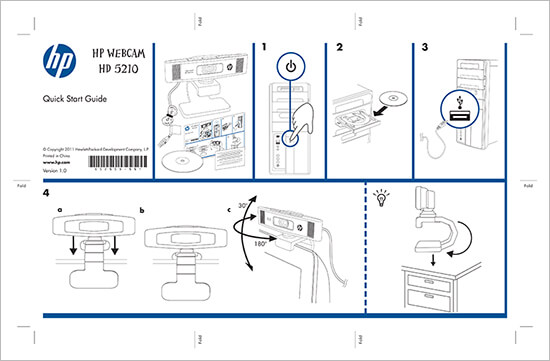 Fold
Fold
hp
HP WEBCAM
HD 5210
Quick Start Guide
© Copyright 2011 Hewlett-Packard Development Company, L.P.
Printed in China
www.hp.com
Version 1.0
1
2
3
Fold
Fold
4
a
b
c
30°
180°
Fold
Fold